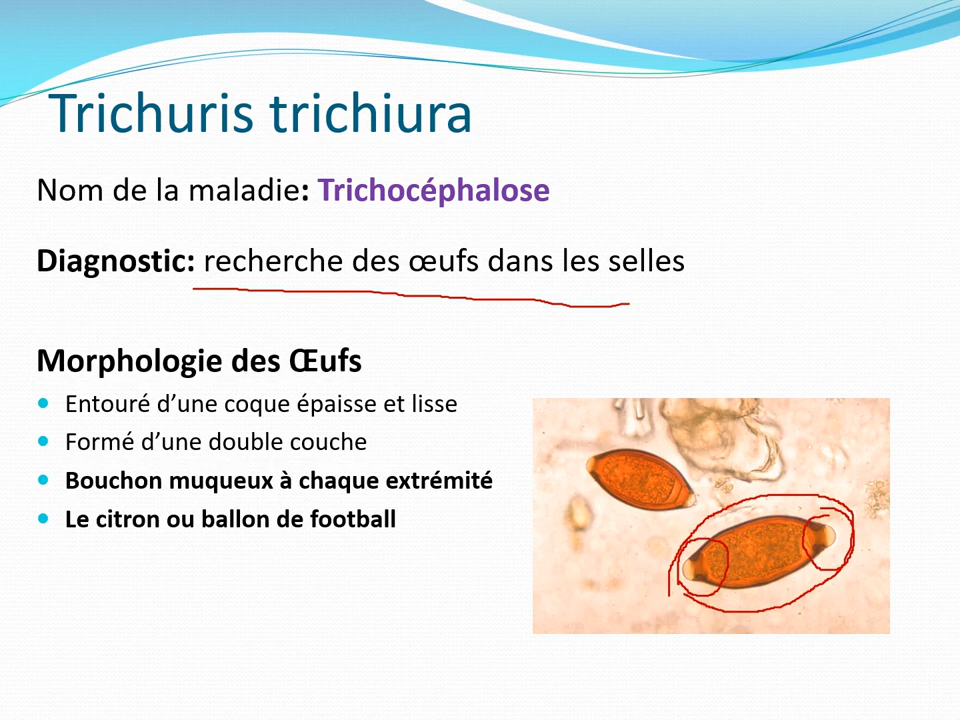 Trichuris trichiura
Nom de la maladie: Trichocéphalose
Diagnostic: recherche des œufs dans les selles
Morphologie des Œufs
• Entouré d’une coque épaisse et lisse
• Formé d’une double couche
• Bouchon muqueux à chaque extrémité
• Le citron ou ballon de football